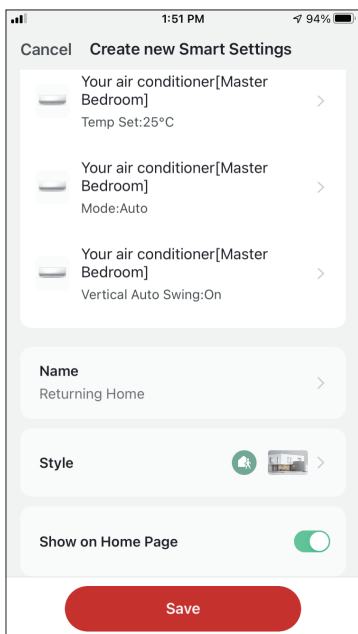 1:51 PM
94%
Cancel Create new Smart Settings
Your air conditioner[Master
Bedroom]
Temp Set:25°C
Your air conditioner[Master
Bedroom]
Mode:Auto
Your air conditioner[Master
Bedroom]
Vertical Auto Swing:On
Name
Returning Home
Style
Show on Home Page
Save